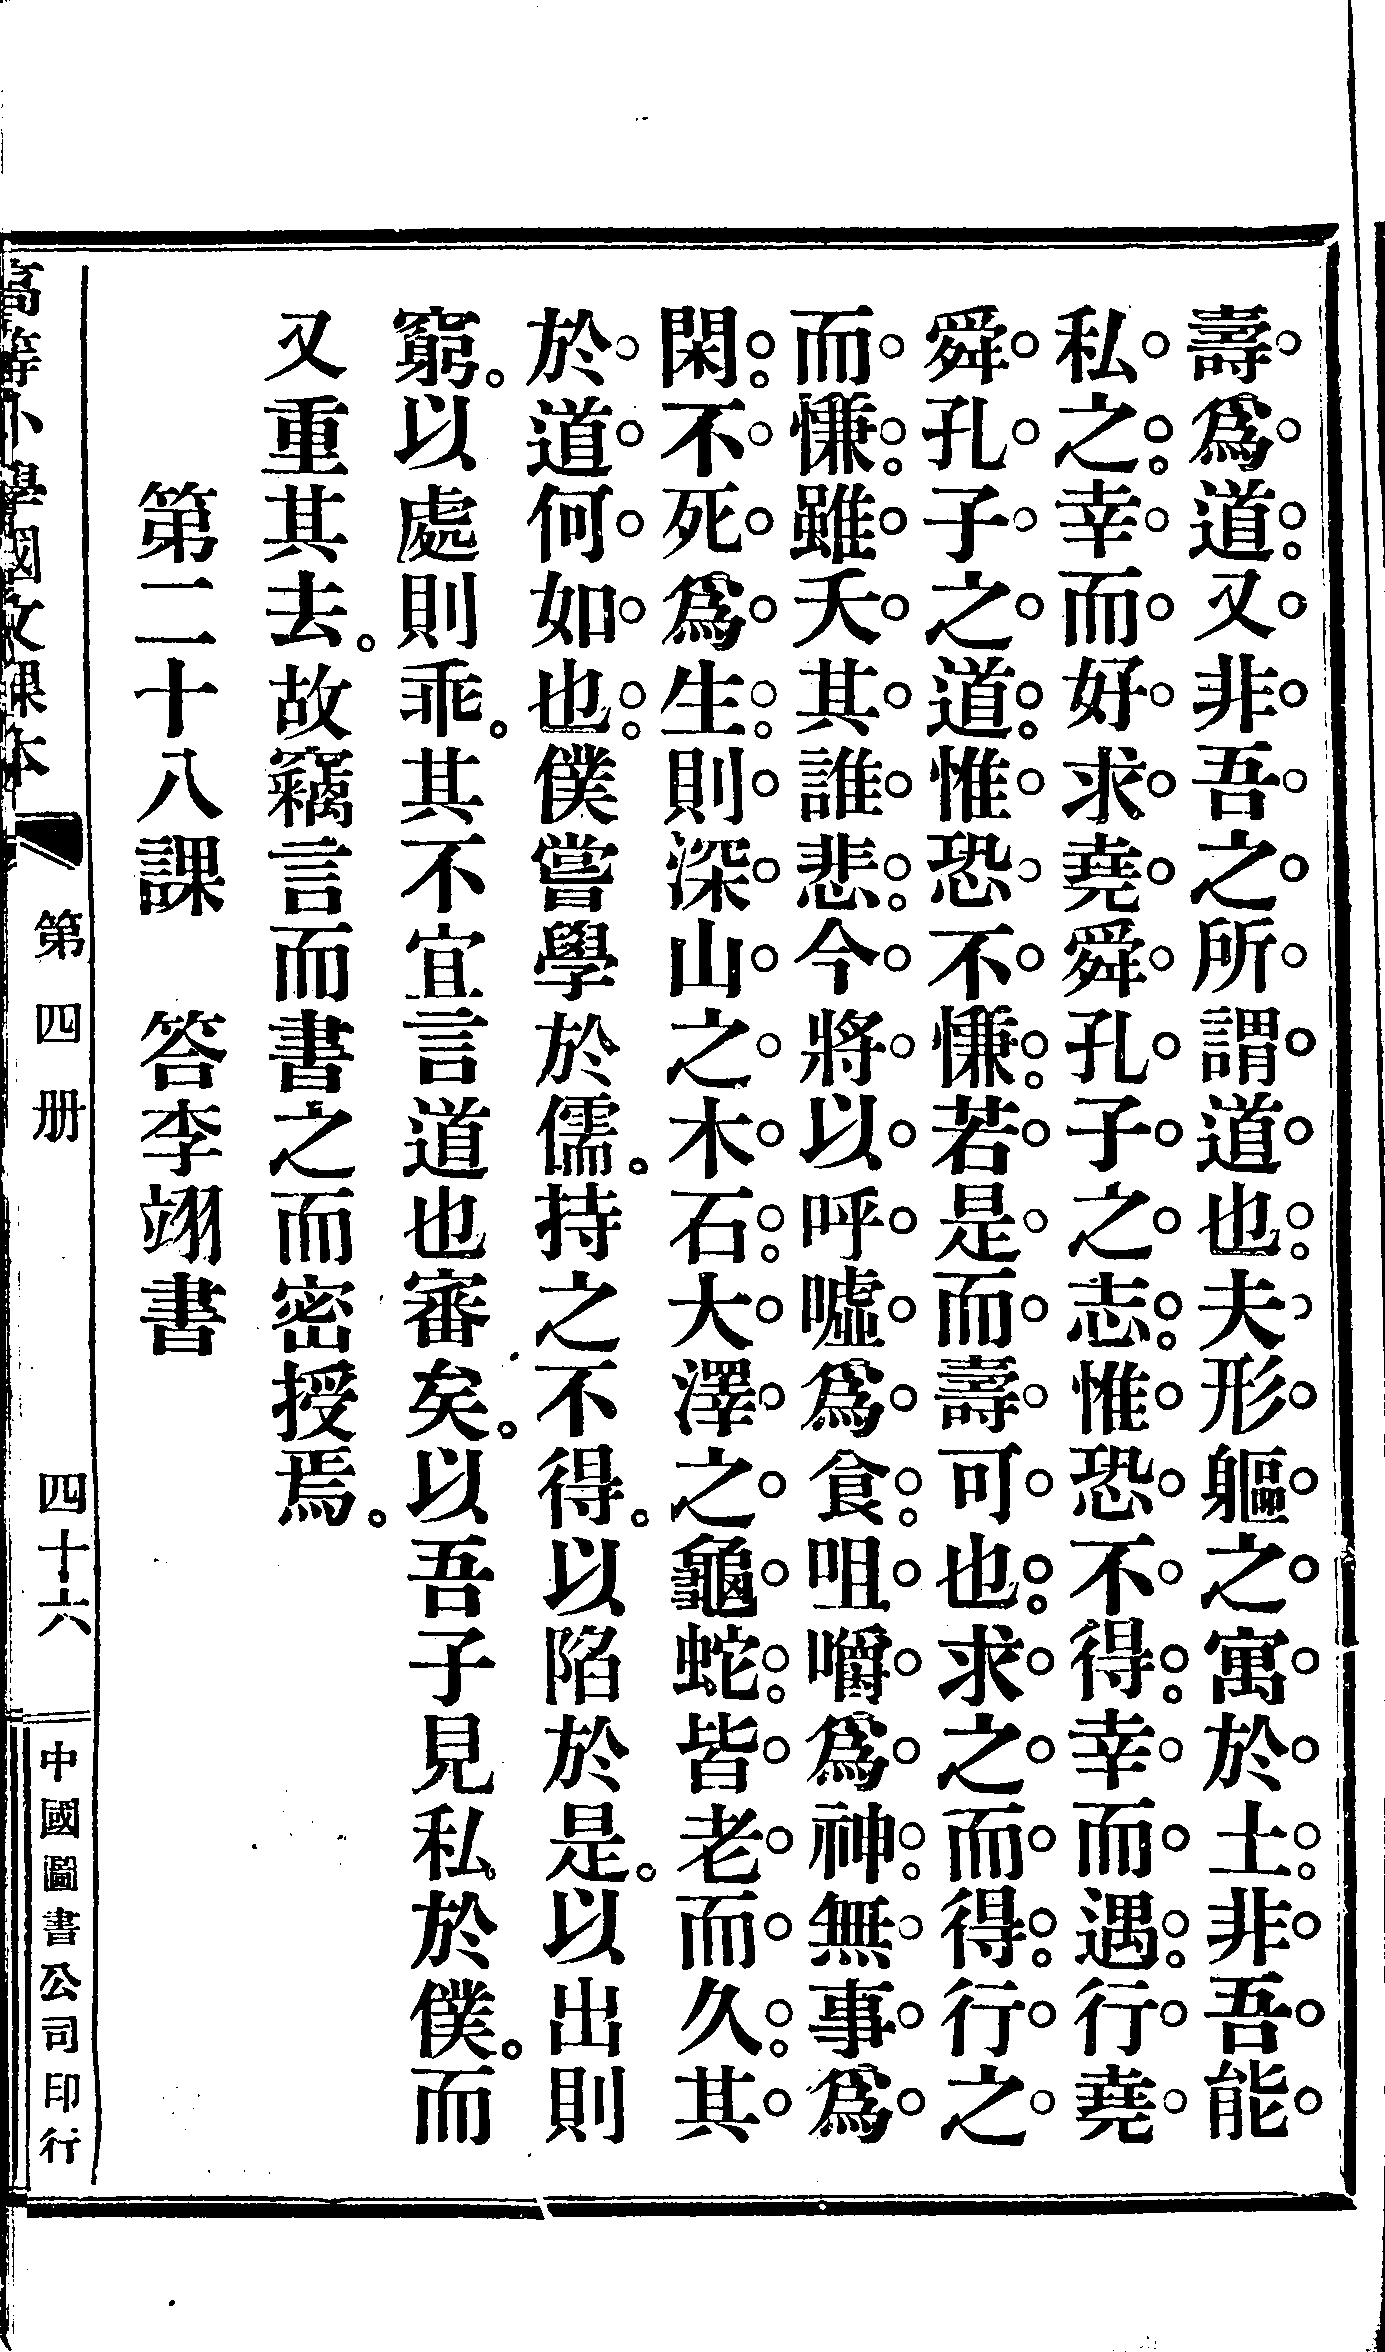 壽爲道又非吾之所謂道也夫形軀之寓於土非吾能
私之幸而好求堯舜孔子之志惟恐不得幸而遇行堯
舜孔子之道惟恐不慊若是而壽可也求之而得行之
而慊雖夭其誰悲今將以呼噓爲食咀嚼爲神無事爲
閑不死爲生則深山之木石大澤之龜蛇皆老而久其
於道何如也僕嘗學於儒。持之不得。以陷於是。以出則
窮。以處則乖。其不宜言道也審矣。以吾子見私於僕。而
又重其去。故竊言而書之而密授焉。
第二十八課　答李翊書
高等小學國文課本　第四册　四十六　中國圖書公司印行